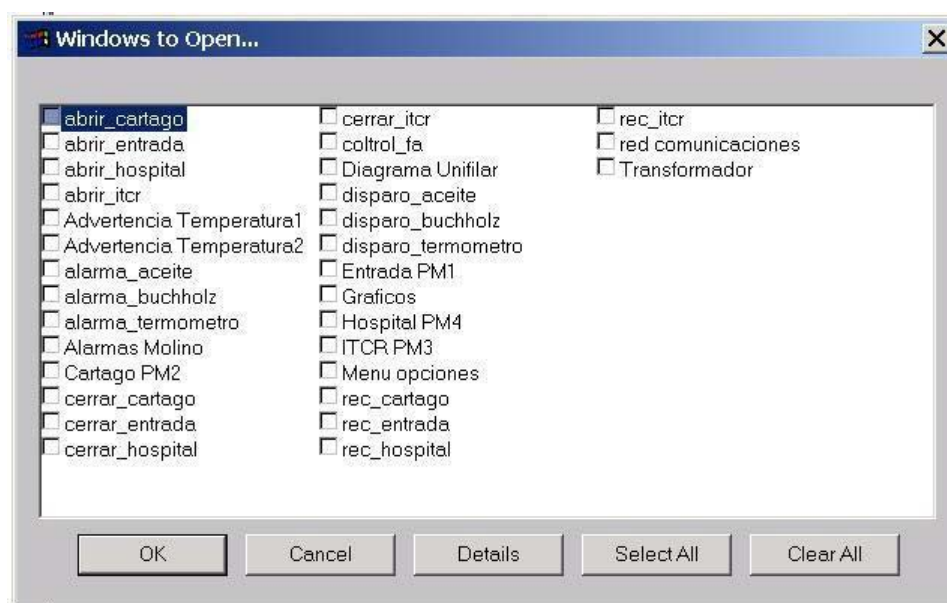 Windows to Open...
abrir_cartago
abrir_entrada
abrir_hospital
abrir_itcr
Advertencia Temperatura1
Advertencia Temperatura2
alarma_aceite
alarma_buchholz
alarma_termometro
Alarmas Molino
Cartago PM2
cerrar_cartago
cerrar_entrada
cerrar_hospital
cerrar_itcr
coltrol_fa
Diagrama Unifilar
disparo_aceite
disparo_buchholz
disparo_termometro
Entrada PM1
Graficos
Hospital PM4
ITCR PM3
Menu opciones
rec_cartago
rec_entrada
rec_hospital
rec_itcr
red comunicaciones
Transformador
OK
Cancel
Details
Select All
Clear All